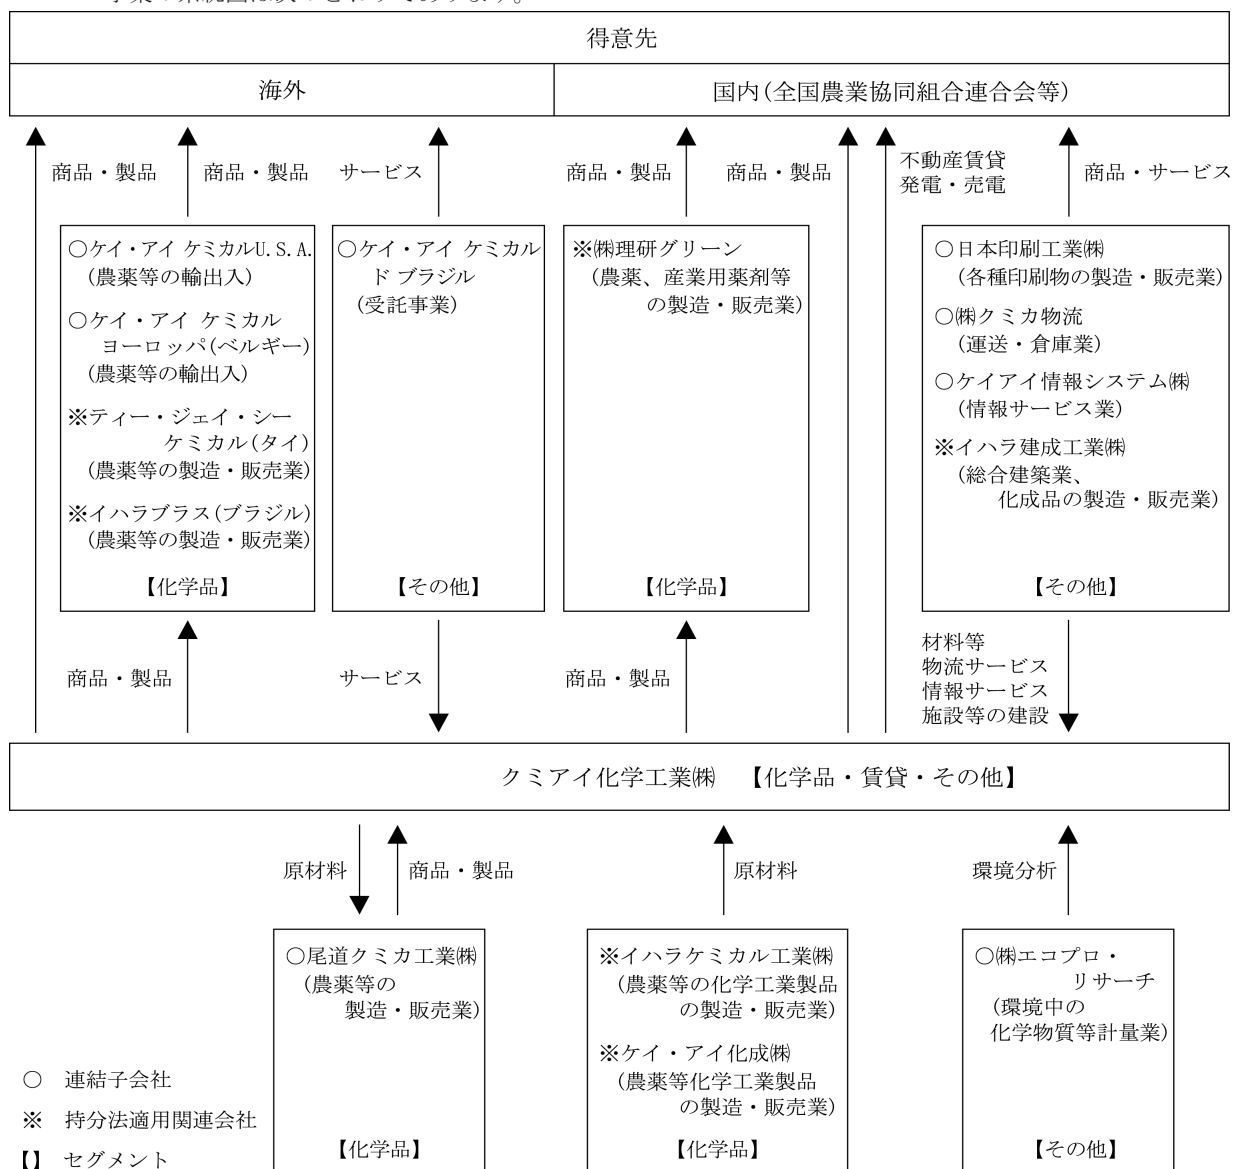 得意先
海外
国内(全国農業協同組合連合会等)
商品・製品
商品・製品
サービス
商品・製品
商品・製品
不動産賃貸
発電・売電
商品・サービス
○ケイ・アイ ケミカルU.S.A.
(農薬等の輸出入)
○ケイ・アイ ケミカル
ヨーロッパ(ベルギー)
(農薬等の輸出入)
※ティー・ジェイ・シー
ケミカル(タイ)
(農薬等の製造・販売業)
※イハラブラス(ブラジル)
(農薬等の製造・販売業)
【化学品】
○ケイ・アイ ケミカル
ド ブラジル
(受託事業)
【その他】
※㈱理研グリーン
(農薬、産業用薬剤等
の製造・販売業)
【化学品】
○日本印刷工業㈱
(各種印刷物の製造・販売業)
○㈱クミカ物流
(運送・倉庫業)
○ケイアイ情報システム㈱
(情報サービス業)
※イハラ建成工業㈱
(総合建築業、
化成品の製造・販売業)
【その他】
商品・製品
サービス
商品・製品
材料等
物流サービス
情報サービス
施設等の建設
クミアイ化学工業㈱ 【化学品・賃貸・その他】
原材料
商品・製品
原材料
環境分析
○尾道クミカ工業㈱
(農薬等の
製造・販売業)
【化学品】
※イハラケミカル工業㈱
(農薬等の化学工業製品
の製造・販売業)
※ケイ・アイ化成㈱
(農薬等化学工業製品
の製造・販売業)
【化学品】
○㈱エコプロ・
リサーチ
(環境中の
化学物質等計量業)
【その他】
○ 連結子会社
※ 持分法適用関連会社
【】 セグメント